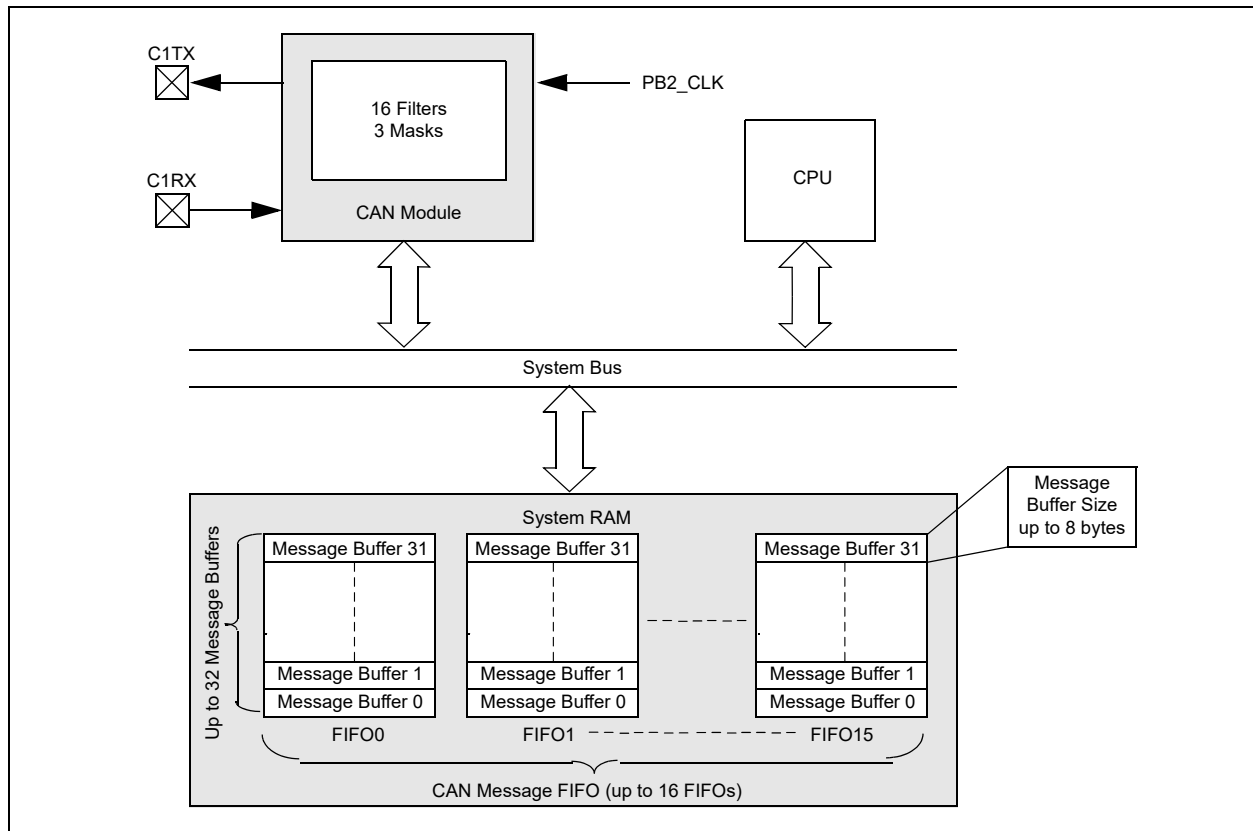 C1TX
C1RX
16 Filters
3 Masks
CAN Module
PB2_CLK
CPU
System Bus
System RAM
Up to 32 Message Buffers
Message Buffer 31
Message Buffer 1
Message Buffer 0
FIFO0
Message Buffer 31
Message Buffer 1
Message Buffer 0
FIFO1
Message Buffer 31
Message Buffer 1
Message Buffer 0
FIFO15
Message
Buffer Size
up to 8 bytes
CAN Message FIFO (up to 16 FIFOs)